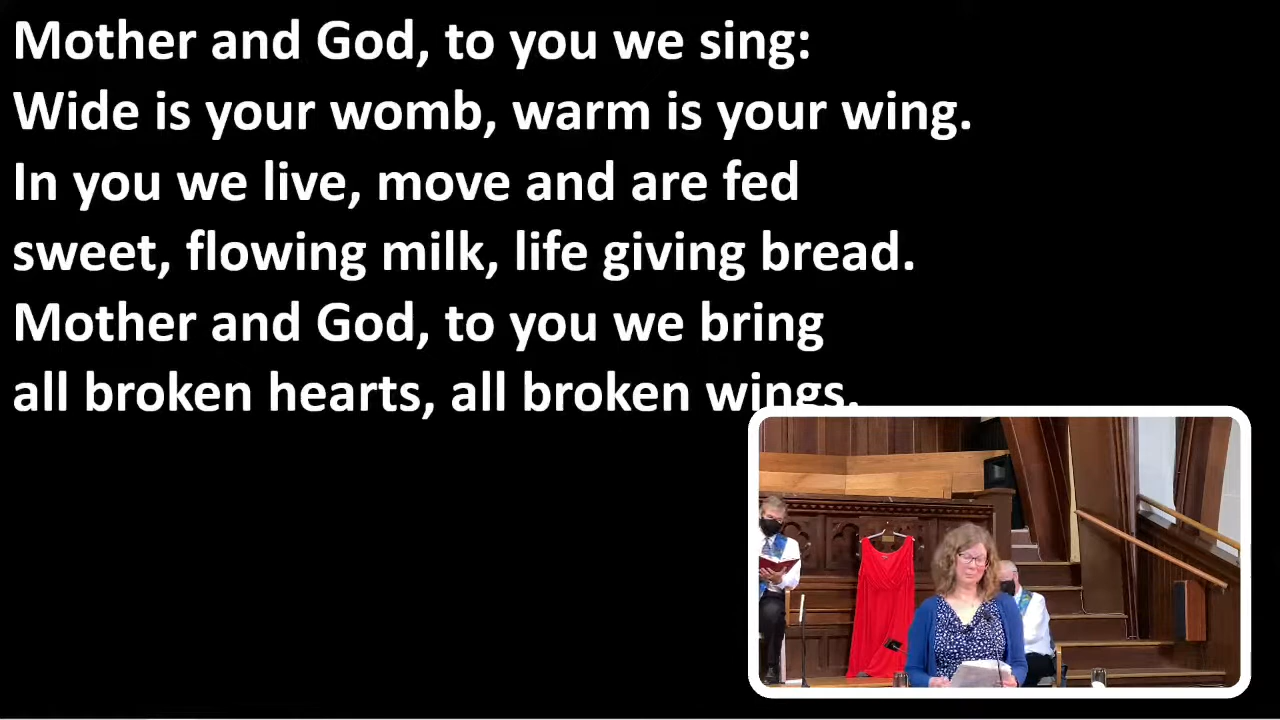 Mother and God, to you we sing:
Wide is your womb, warm is your wing.
In you we live, move and are fed
sweet, flowing milk, life giving bread.
Mother and God, to you we bring
all broken hearts, all broken wings.